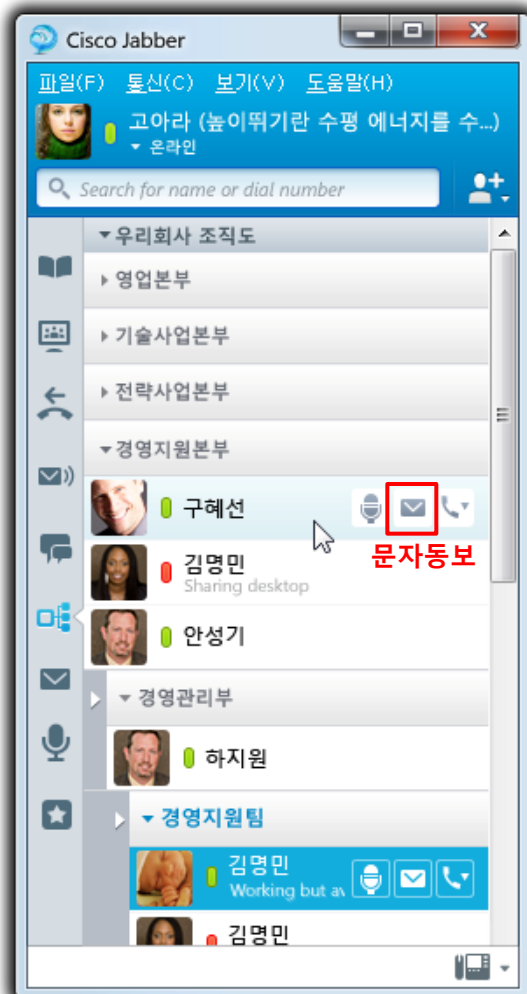 Cisco Jabber
파일(F) 통신(C) 보기(V) 도움말(H)
고아라 (높이뛰기란 수평 에너지를 수...)
온라인
Search for name or dial number
우리회사 조직도
영업본부
기술사업본부
전략사업본부
경영지원본부
구혜선
문자동보
김명민
Sharing desktop
안성기
경영관리부
하지원
경영지원팀
김명민
Working but av
김명민